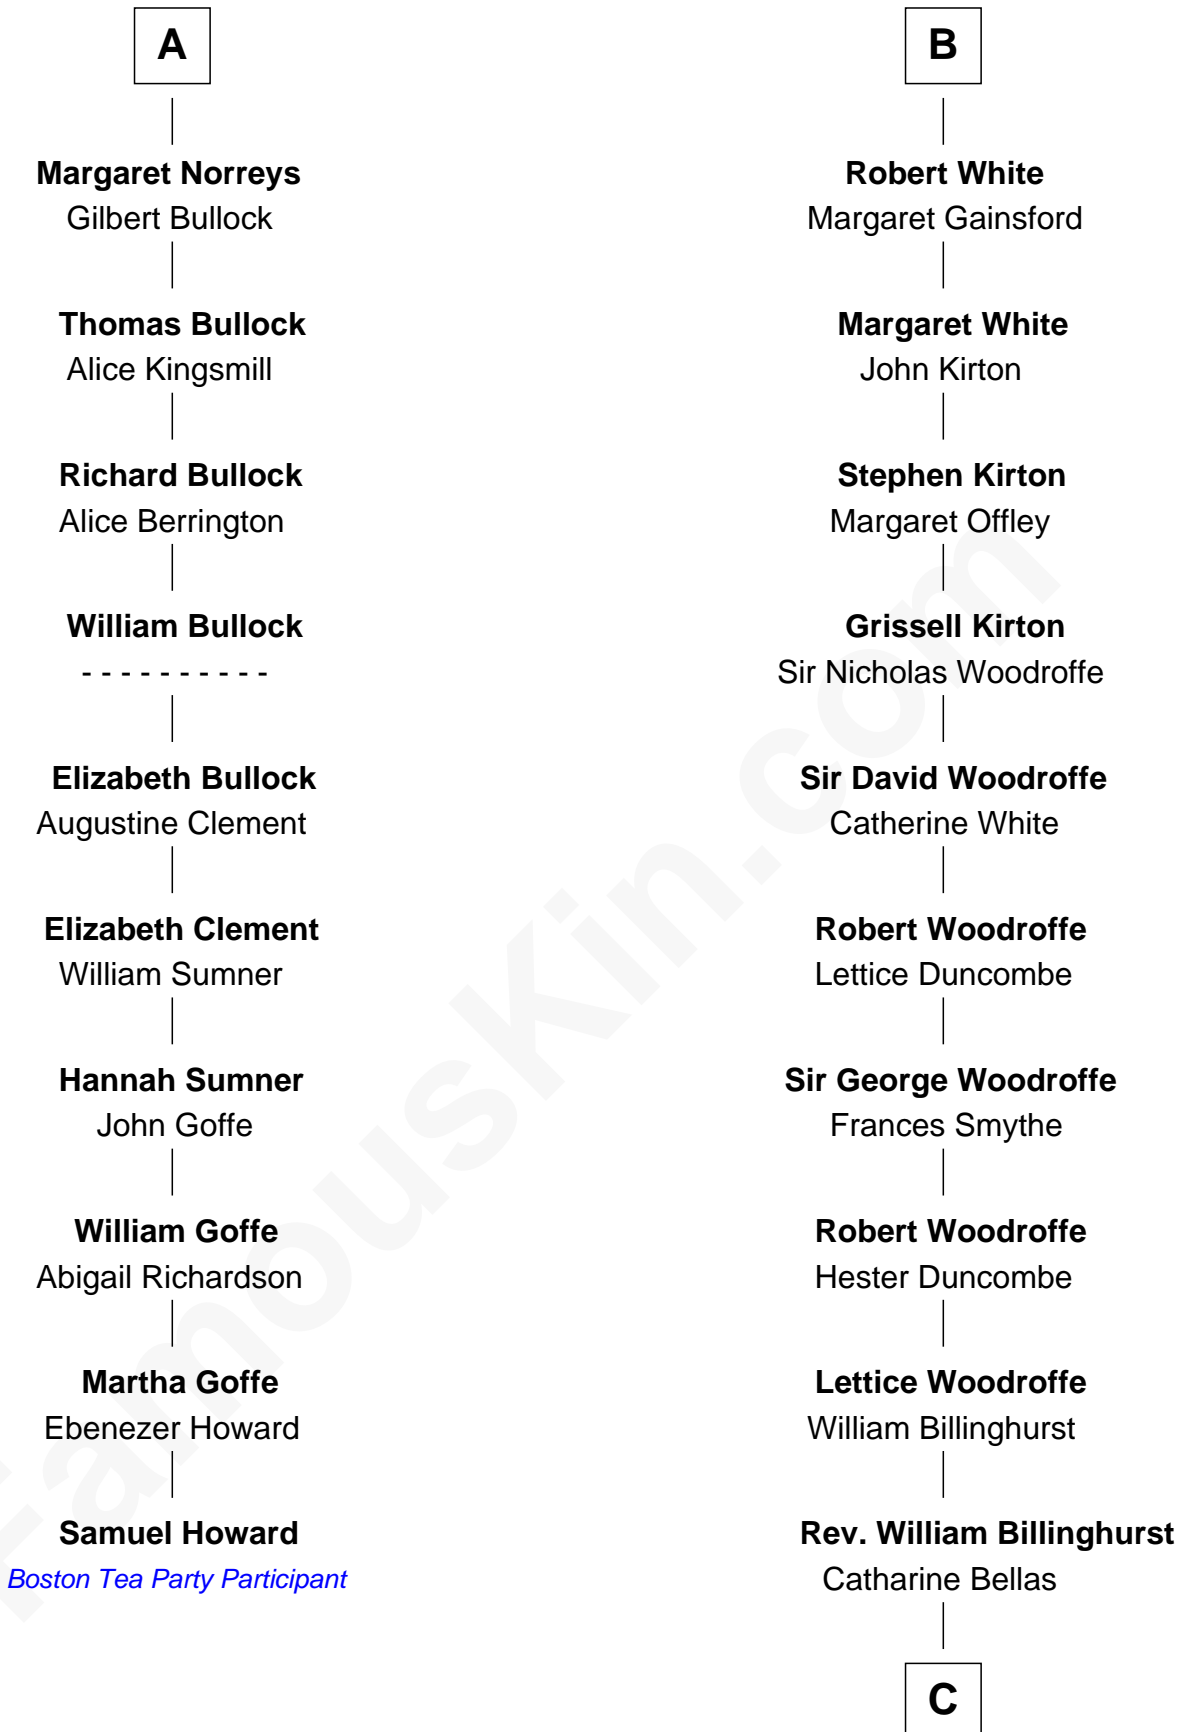 A
Margaret Norreys
Gilbert Bullock
Thomas Bullock
Alice Kingsmill
Richard Bullock
Alice Berrington
William Bullock
- - - - - - - - - -
Elizabeth Bullock
Augustine Clement
Elizabeth Clement
William Sumner
Hannah Sumner
John Goffe
William Goffe
Abigail Richardson
Martha Goffe
Ebenezer Howard
Samuel Howard
Boston Tea Party Participant
B
Robert White
Margaret Gainsford
Margaret White
John Kirton
Stephen Kirton
Margaret Offley
Grissell Kirton
Sir Nicholas Woodroffe
Sir David Woodroffe
Catherine White
Robert Woodroffe
Lettice Duncombe
Sir George Woodroffe
Frances Smythe
Robert Woodroffe
Hester Duncombe
Lettice Woodroffe
William Billinghurst
Rev. William Billinghurst
Catharine Bellas
C
FamousKin.com